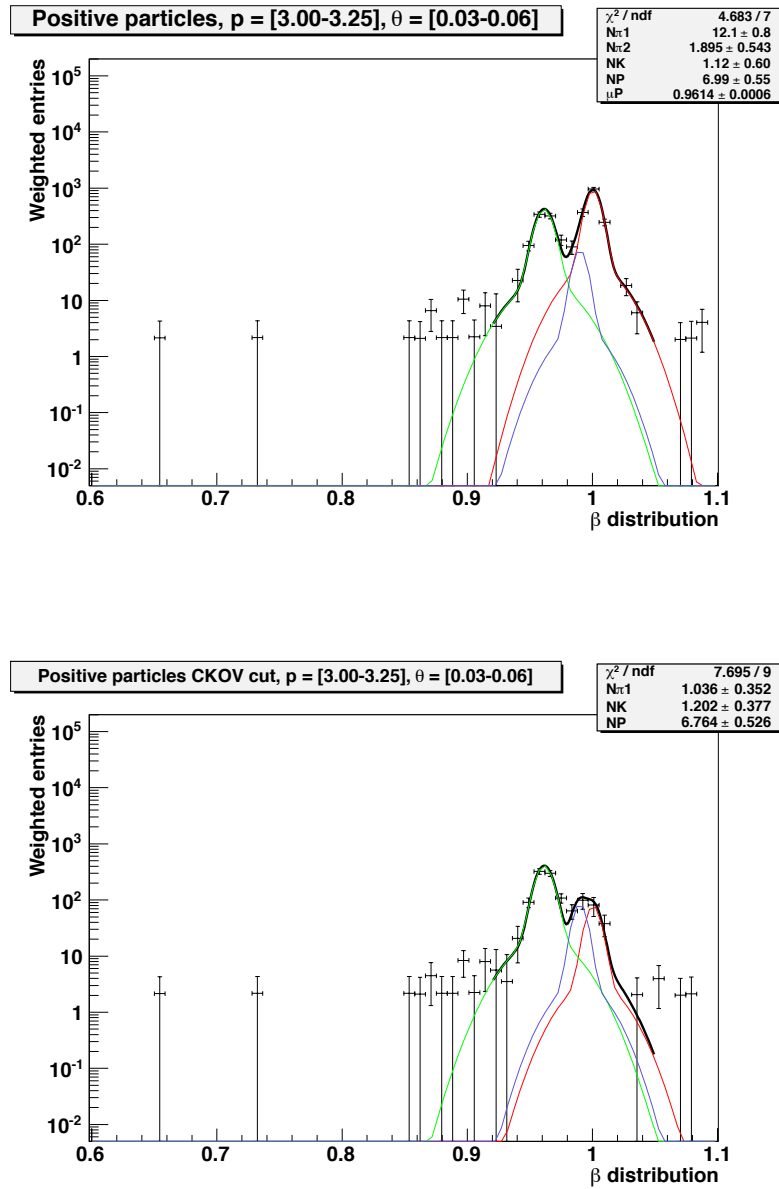 Positive particles, p = [3.00-3.25], θ = [0.03-0.06]
χ² / ndf 4.683 / 7
Nπ1 12.1 ± 0.8
Nπ2 1.895 ± 0.543
NK 1.12 ± 0.60
NP 6.99 ± 0.55
μP 0.9614 ± 0.0006
Weighted entries
10⁵
10⁴
10³
10²
10
1
10⁻¹
10⁻²
0.6 0.7 0.8 0.9 1 1.1
β distribution
Positive particles CKOV cut, p = [3.00-3.25], θ = [0.03-0.06]
χ² / ndf 7.695 / 9
Nπ1 1.036 ± 0.352
NK 1.202 ± 0.377
NP 6.764 ± 0.526
Weighted entries
10⁵
10⁴
10³
10²
10
1
10⁻¹
10⁻²
0.6 0.7 0.8 0.9 1 1.1
β distribution